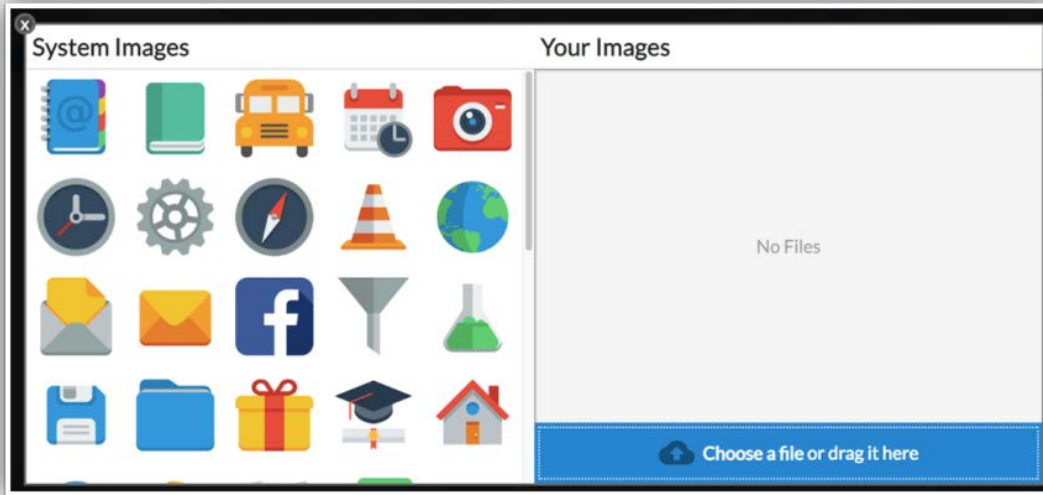 x
System Images
Your Images
@
f
No Files
Choose a file or drag it here